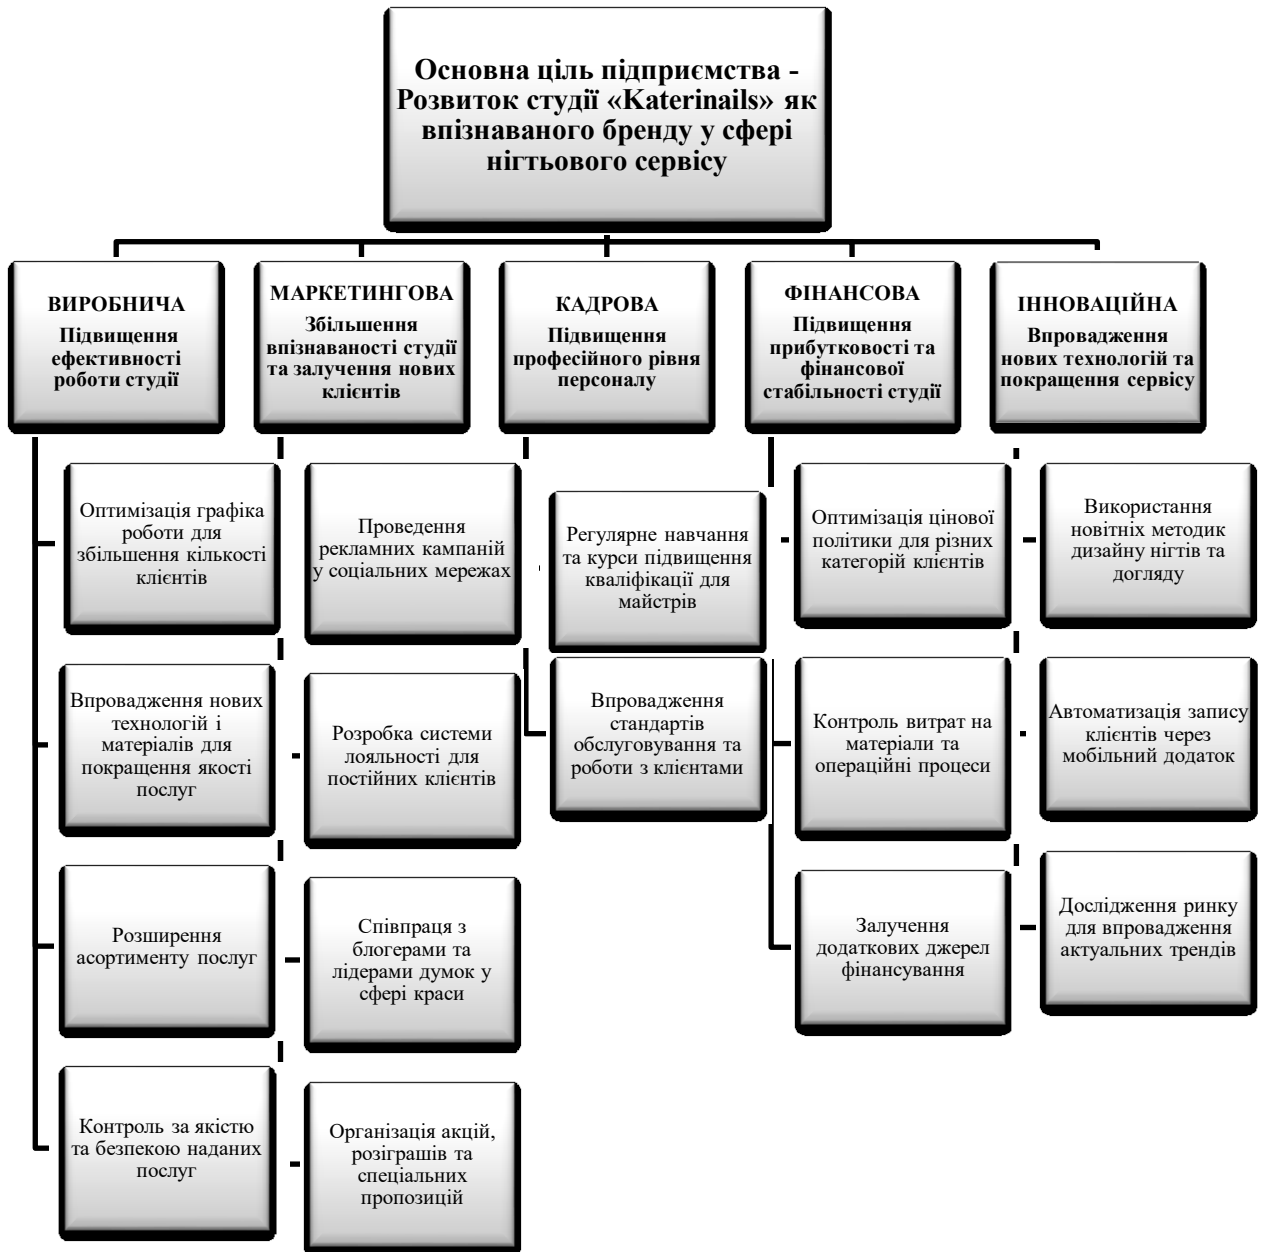 Основна ціль підприємства -
Розвиток студії «Katerinails» як
впізнаваного бренду у сфері
нігтьового сервісу
ВИРОБНИЧА
Підвищення
ефективності
роботи студії
МАРКЕТИНГОВА
Збільшення
впізнаваності студії
та залучення нових
клієнтів
КАДРОВА
Підвищення
професійного рівня
персоналу
ФІНАНСОВА
Підвищення
прибутковості та
фінансової
стабільності студії
ІННОВАЦІЙНА
Впровадження
нових технологій та
покращення сервісу
Оптимізація графіка
роботи для
збільшення кількості
клієнтів
Впровадження нових
технологій і
матеріалів для
покращення якості
послуг
Розширення
асортименту послуг
Контроль за якістю
та безпекою наданих
послуг
Проведення
рекламних кампаній
у соціальних мережах
Розробка системи
лояльності для
постійних клієнтів
Співпраця з
блогерами та
лідерами думок у
сфері краси
Організація акцій,
розіграшів та
спеціальних
пропозицій
Регулярне навчання
та курси підвищення
кваліфікації для
майстрів
Впровадження
стандартів
обслуговування та
роботи з клієнтами
Оптимізація цінової
політики для різних
категорій клієнтів
Контроль витрат на
матеріали та
операційні процеси
Залучення
додаткових джерел
фінансування
Використання
новітніх методик
дизайну нігтів та
догляду
Автоматизація запису
клієнтів через
мобільний додаток
Дослідження ринку
для впровадження
актуальних трендів